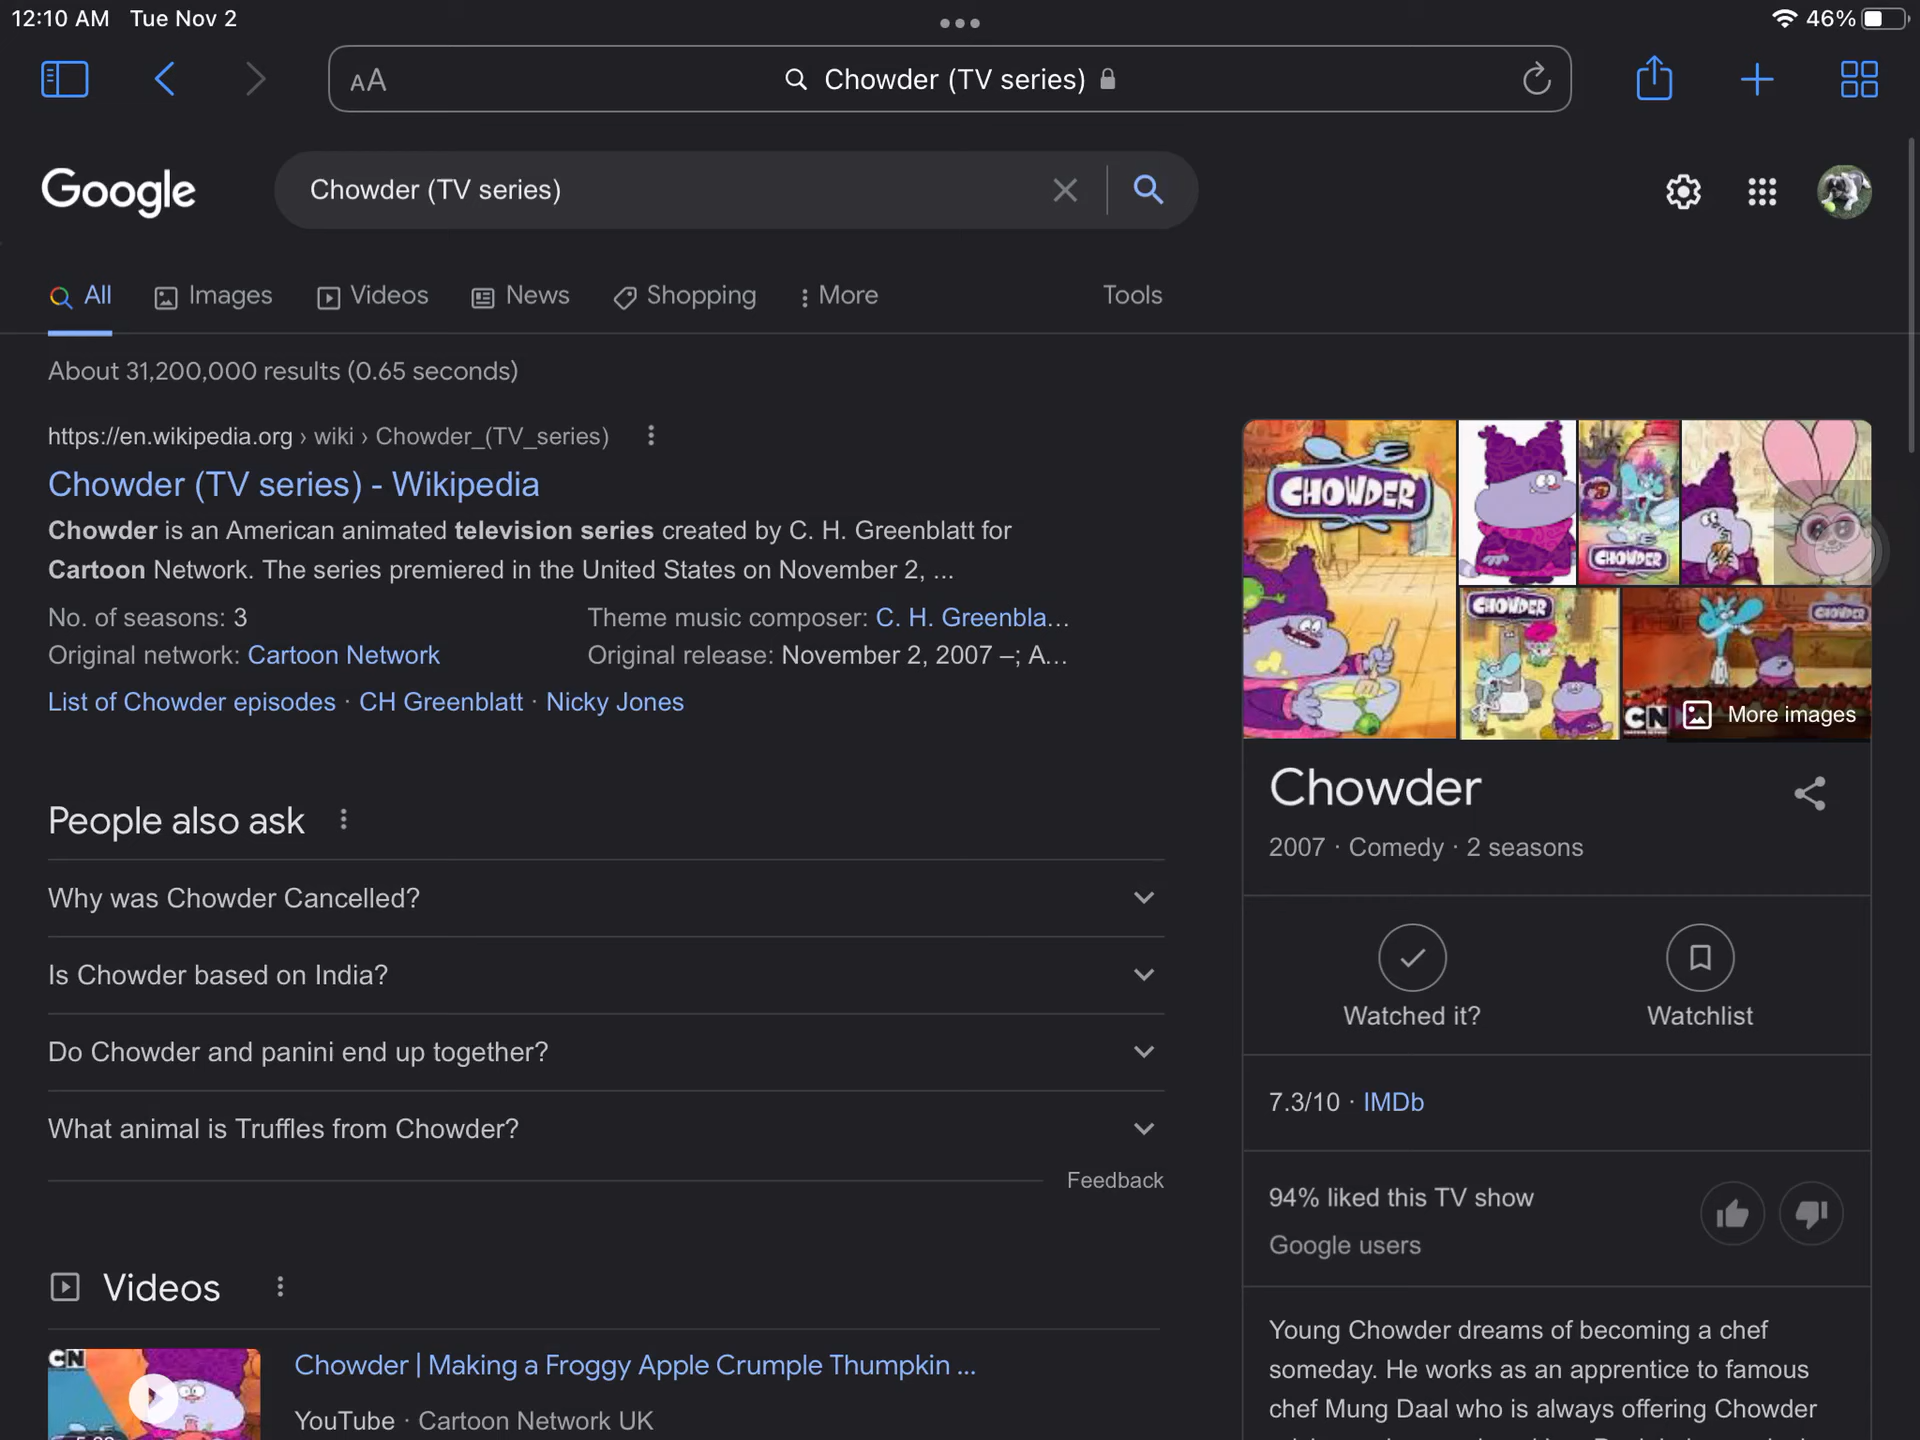 12:10 AM Tue Nov 2
46%
AA
Chowder (TV series)
Google
Chowder (TV series)
All
Images
Videos
News
Shopping
More
Tools
About 31,200,000 results (0.65 seconds)
https://en.wikipedia.org › wiki › Chowder_(TV_series)
Chowder (TV series) - Wikipedia
Chowder is an American animated television series created by C. H. Greenblatt for
Cartoon Network. The series premiered in the United States on November 2, ...
No. of seasons: 3
Theme music composer: C. H. Greenbla...
Original network: Cartoon Network
Original release: November 2, 2007 –; A...
List of Chowder episodes · CH Greenblatt · Nicky Jones
People also ask
Why was Chowder Cancelled?
Is Chowder based on India?
Do Chowder and panini end up together?
What animal is Truffles from Chowder?
Feedback
Videos
CN
Chowder | Making a Froggy Apple Crumple Thumpkin ...
YouTube · Cartoon Network UK
CHOWDER
CHOWDER
CHOWDER
CHOWDER
CN
More images
Chowder
2007 · Comedy · 2 seasons
Watched it?
Watchlist
7.3/10 · IMDb
94% liked this TV show
Google users
Young Chowder dreams of becoming a chef
someday. He works as an apprentice to famous
chef Mung Daal who is always offering Chowder